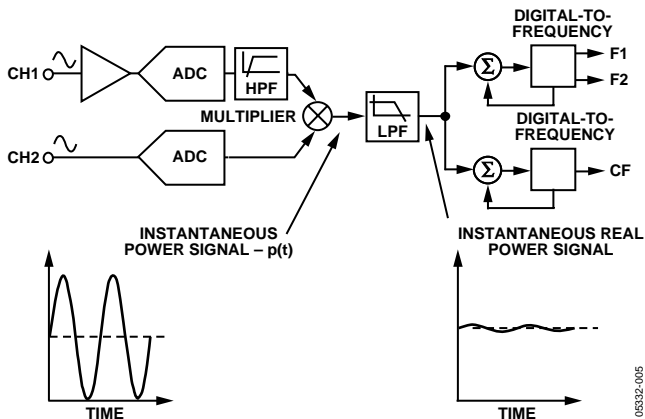 DIGITAL-TO-
FREQUENCY
F1
F2
CH1
ADC
HPF
MULTIPLIER
Σ
LPF
DIGITAL-TO-
FREQUENCY
CH2
ADC
Σ
CF
INSTANTANEOUS
POWER SIGNAL – p(t)
INSTANTANEOUS REAL
POWER SIGNAL
TIME
TIME
05332-005